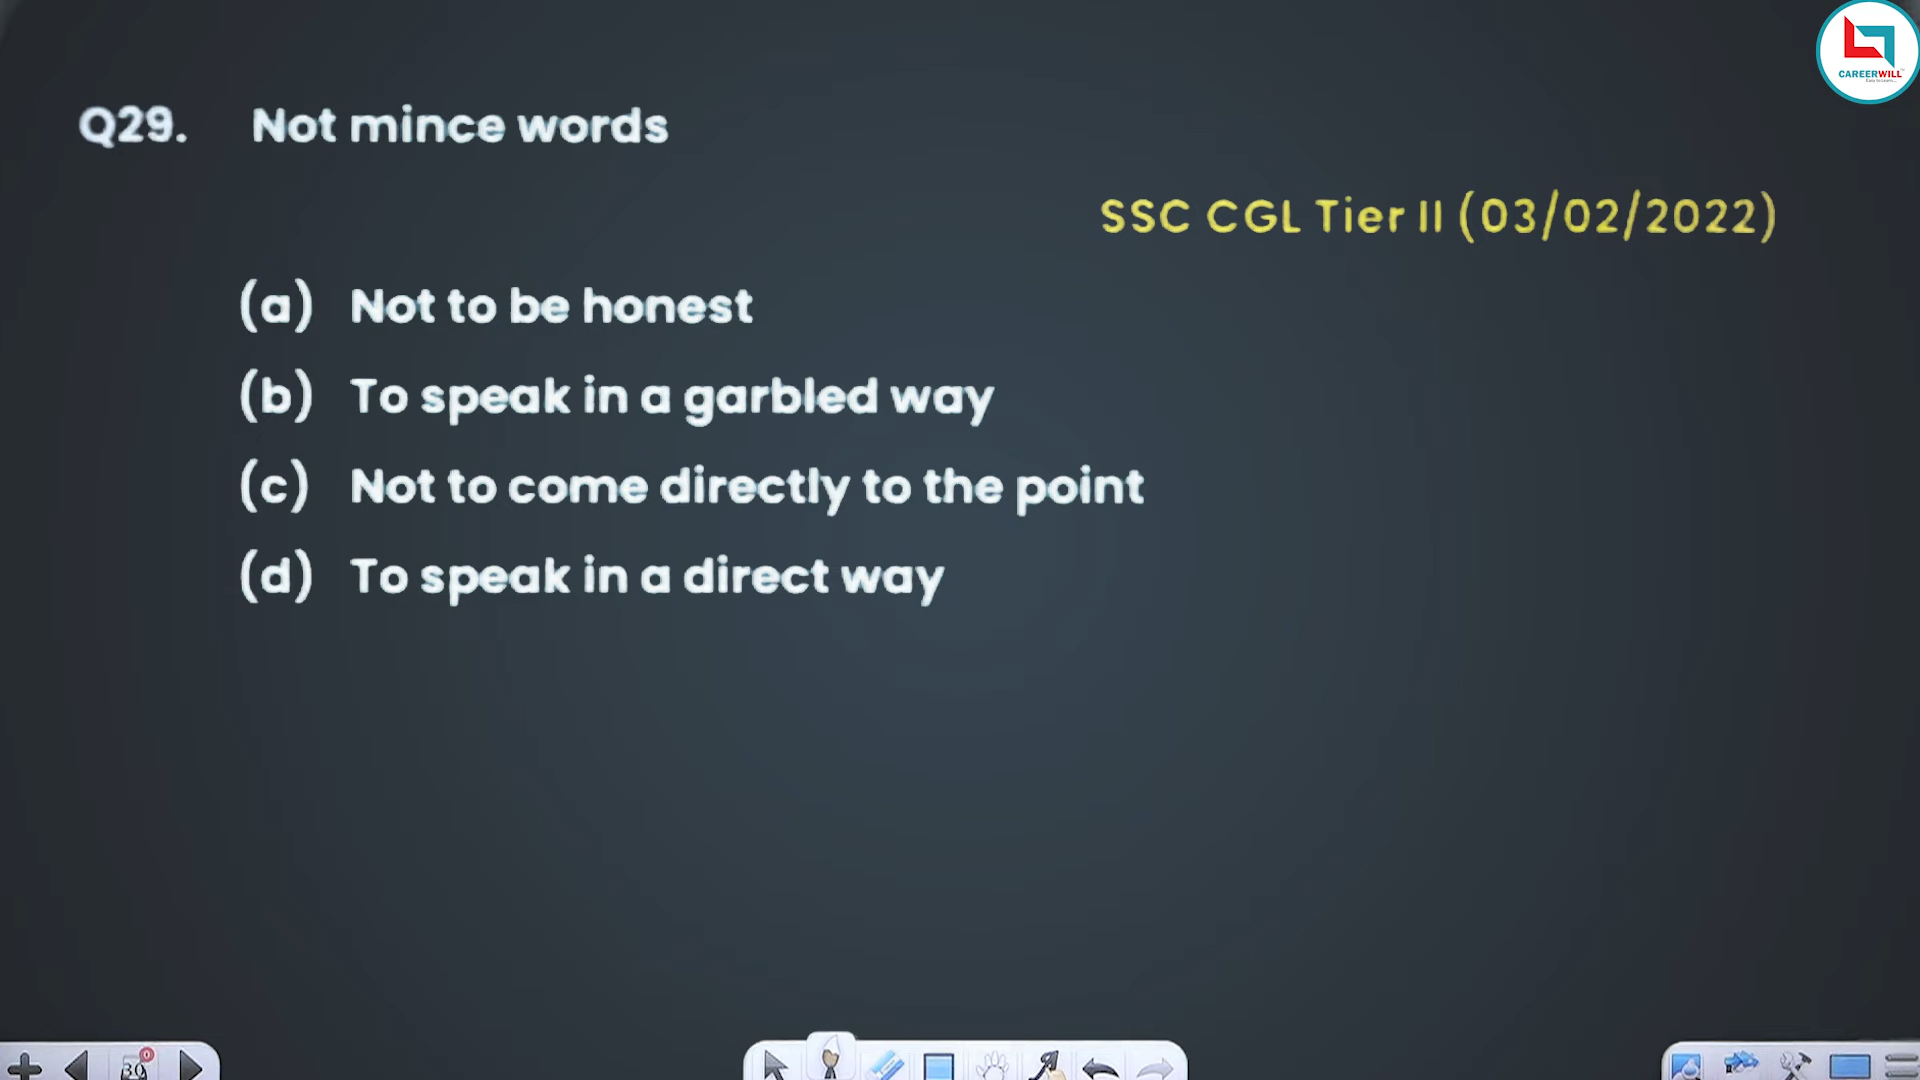 CAREERWILL
Q29. Not mince words
SSC CGL Tier II (03/02/2022)
(a) Not to be honest
(b) To speak in a garbled way
(c) Not to come directly to the point
(d) To speak in a direct way
30